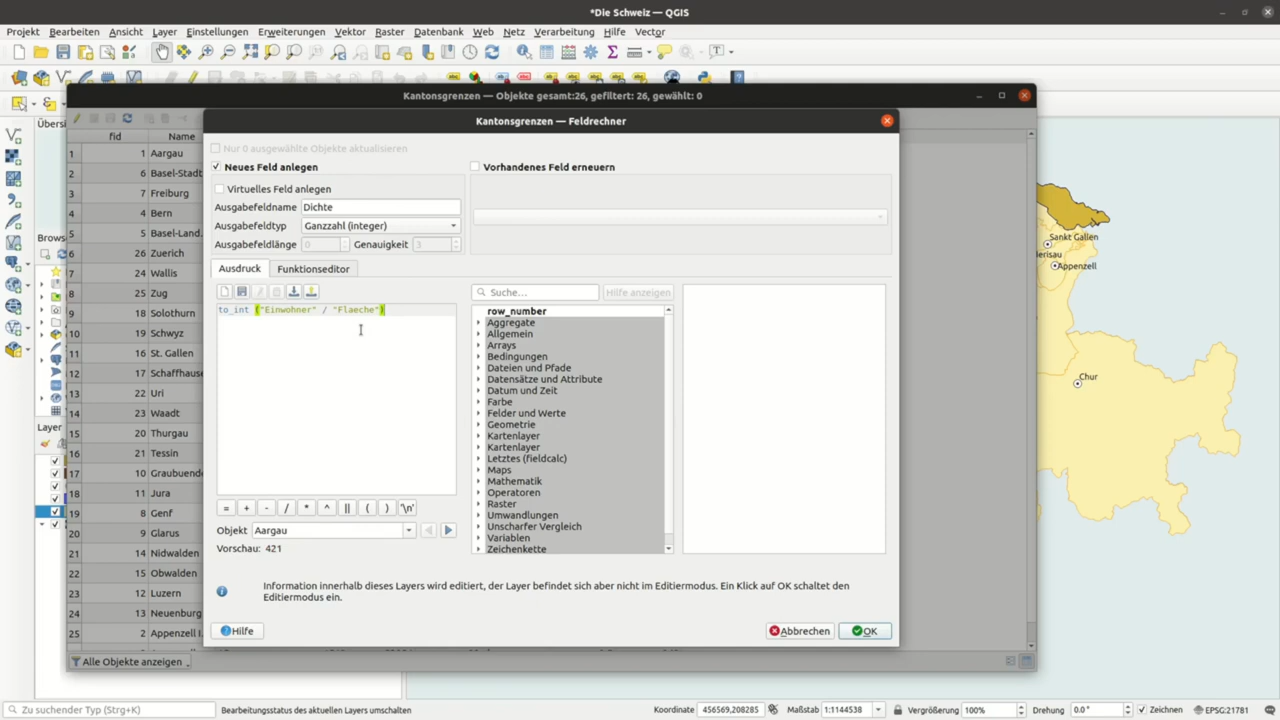 *Die Schweiz — QGIS
Projekt Bearbeiten Ansicht Layer Einstellungen Erweiterungen Vektor Raster Datenbank Web Netz Verarbeitung Hilfe Vector
Kantonsgrenzen — Objekte gesamt:26, gefiltert: 26, gewählt: 0
Kantonsgrenzen — Feldrechner
Übersi
fid Name
1 1 Aargau
2 6 Basel-Stadt
3 7 Freiburg
4 4 Bern
5 5 Basel-Land.
6 26 Zuerich
7 24 Wallis
8 25 Zug
9 18 Solothurn
10 19 Schwyz
11 16 St. Gallen
12 17 Schaffhause
13 22 Uri
14 23 Waadt
15 20 Thurgau
16 21 Tessin
17 10 Graubuende
18 11 Jura
19 8 Genf
20 9 Glarus
21 14 Nidwalden
22 15 Obwalden
23 12 Luzern
24 13 Neuenburg
25 2 Appenzell I.
Brows
Layer
Nur 0 ausgewählte Objekte aktualisieren
Neues Feld anlegen
Vorhandenes Feld erneuern
Virtuelles Feld anlegen
Ausgabefeldname Dichte
Ausgabefeldtyp Ganzzahl (integer)
Ausgabefeldlänge 0 Genauigkeit 3
Ausdruck Funktionseditor
Suche... Hilfe anzeigen
to_int ("Einwohner" / "Flaeche")
row_number
Aggregate
Allgemein
Arrays
Bedingungen
Dateien und Pfade
Datensätze und Attribute
Datum und Zeit
Farbe
Felder und Werte
Geometrie
Kartenlayer
Kartenlayer
Letztes (fieldcalc)
Maps
Mathematik
Operatoren
Raster
Umwandlungen
Unscharfer Vergleich
Variablen
Zeichenkette
= + - / * ^ || ( ) '\n'
Objekt Aargau
Vorschau: 421
Information innerhalb dieses Layers wird editiert, der Layer befindet sich aber nicht im Editiermodus. Ein Klick auf OK schaltet den
Editiermodus ein.
Hilfe Abbrechen OK
Alle Objekte anzeigen
Sankt Gallen
erisau
Appenzell
Chur
Zu suchender Typ (Strg+K) Bearbeitungsstatus des aktuellen Layers umschalten Koordinate 456569,208285 Maßstab 1:1144538 Vergrößerung 100% Drehung 0.0 ° Zeichnen EPSG:21781